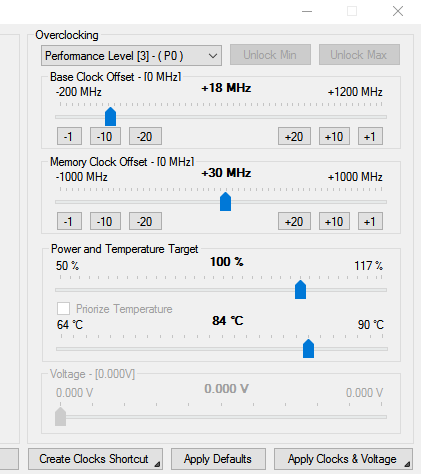 Overclocking
Performance Level [3] - ( P0 ) Unlock Min Unlock Max
Base Clock Offset - [0 MHz]
-200 MHz +18 MHz +1200 MHz
-1 -10 -20 +20 +10 +1
Memory Clock Offset - [0 MHz]
-1000 MHz +30 MHz +1000 MHz
-1 -10 -20 +20 +10 +1
Power and Temperature Target
50 % 100 % 117 %
Priorize Temperature
64 °C 84 °C 90 °C
Voltage - [0.000V]
0.000 V 0.000 V 0.000 V
Create Clocks Shortcut Apply Defaults Apply Clocks & Voltage